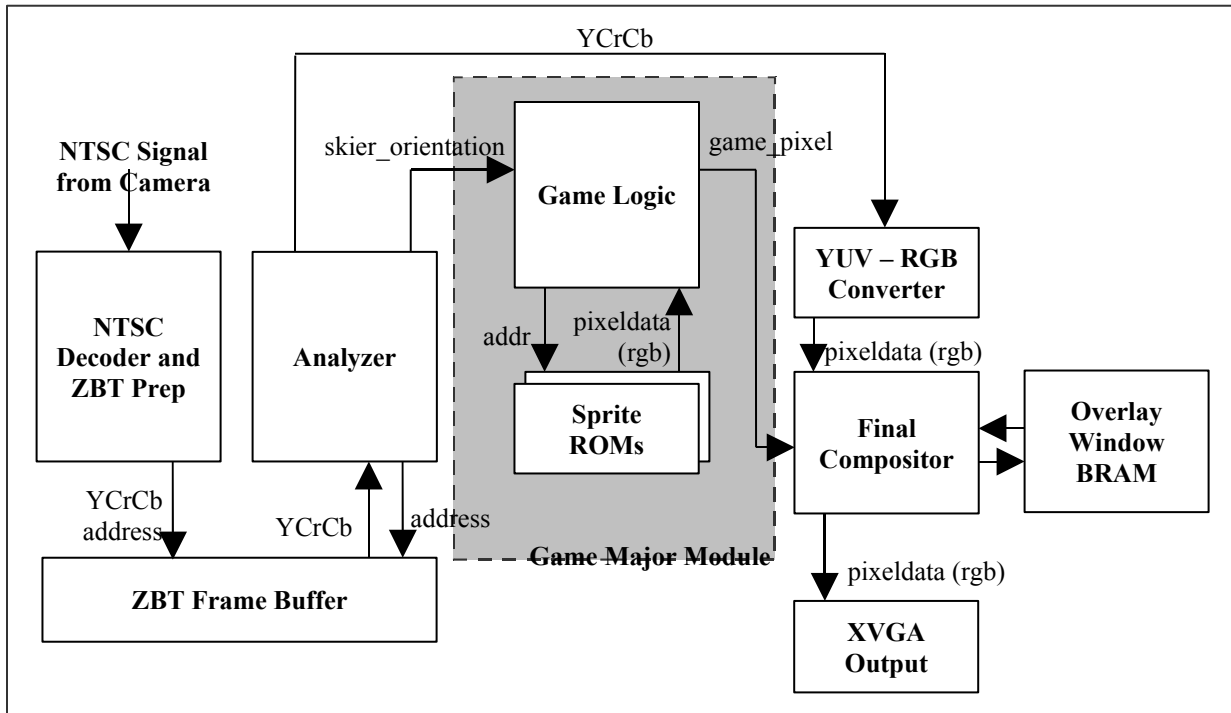 YCrCb
NTSC Signal
from Camera
skier_orientation
game_pixel
Game Logic
YUV – RGB
Converter
NTSC
Decoder and
ZBT Prep
Analyzer
addr
pixeldata
(rgb)
pixeldata (rgb)
Sprite
ROMs
Final
Compositor
Overlay
Window
BRAM
YCrCb
address
YCrCb
address
Game Major Module
ZBT Frame Buffer
pixeldata (rgb)
XVGA
Output